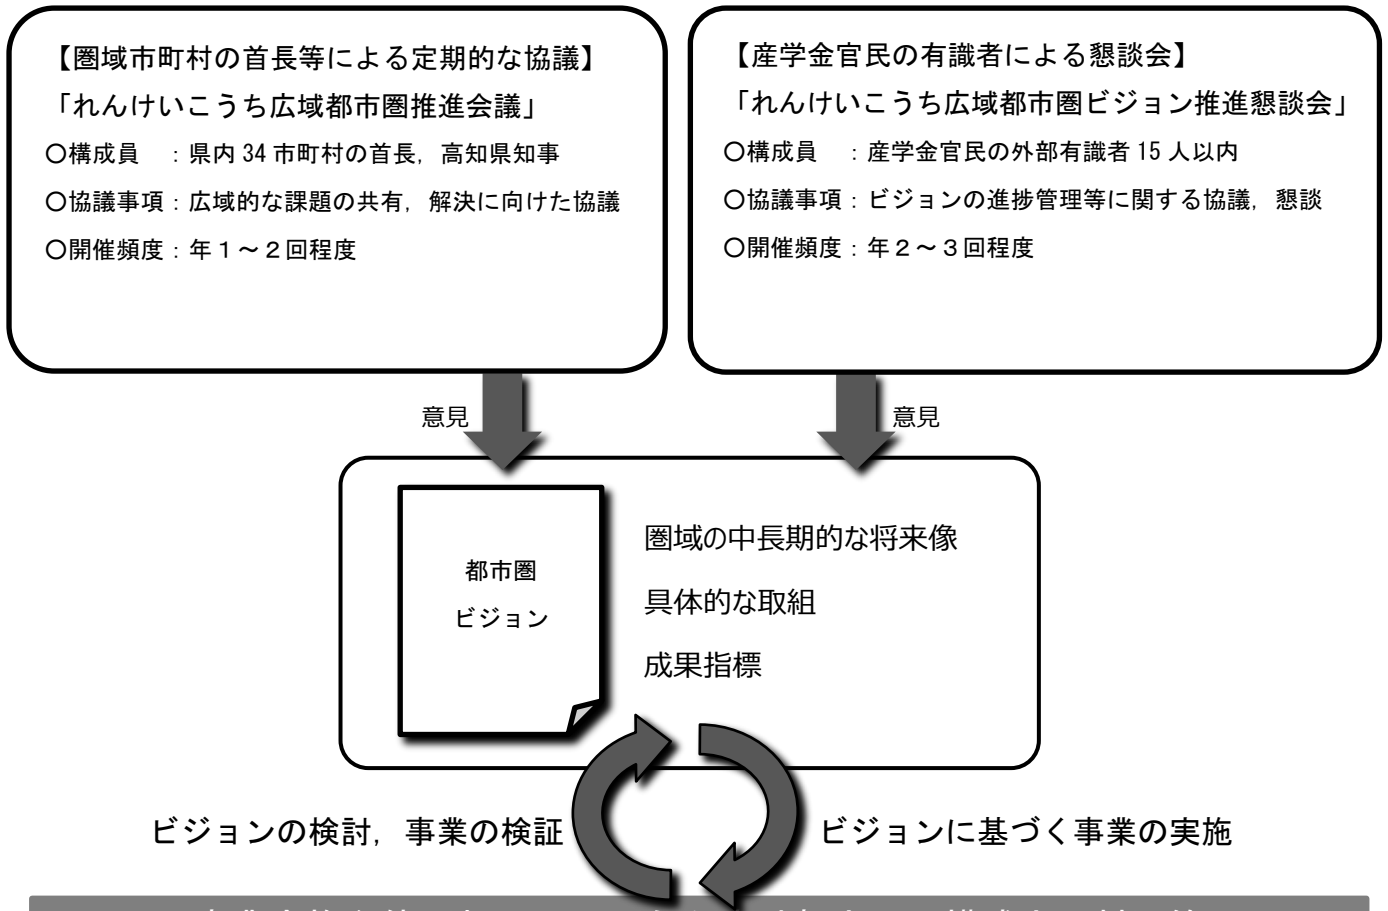 【圏域市町村の首長等による定期的な協議】
「れんけいこうち広域都市圏推進会議」
○構成員　：県内 34 市町村の首長，高知県知事
○協議事項：広域的な課題の共有，解決に向けた協議
○開催頻度：年１～２回程度
【産学金官民の有識者による懇談会】
「れんけいこうち広域都市圏ビジョン推進懇談会」
○構成員　：産学金官民の外部有識者 15 人以内
○協議事項：ビジョンの進捗管理等に関する協議，懇談
○開催頻度：年２～３回程度
意見
意見
都市圏
ビジョン
圏域の中長期的な将来像
具体的な取組
成果指標
ビジョンの検討，事業の検証
ビジョンに基づく事業の実施